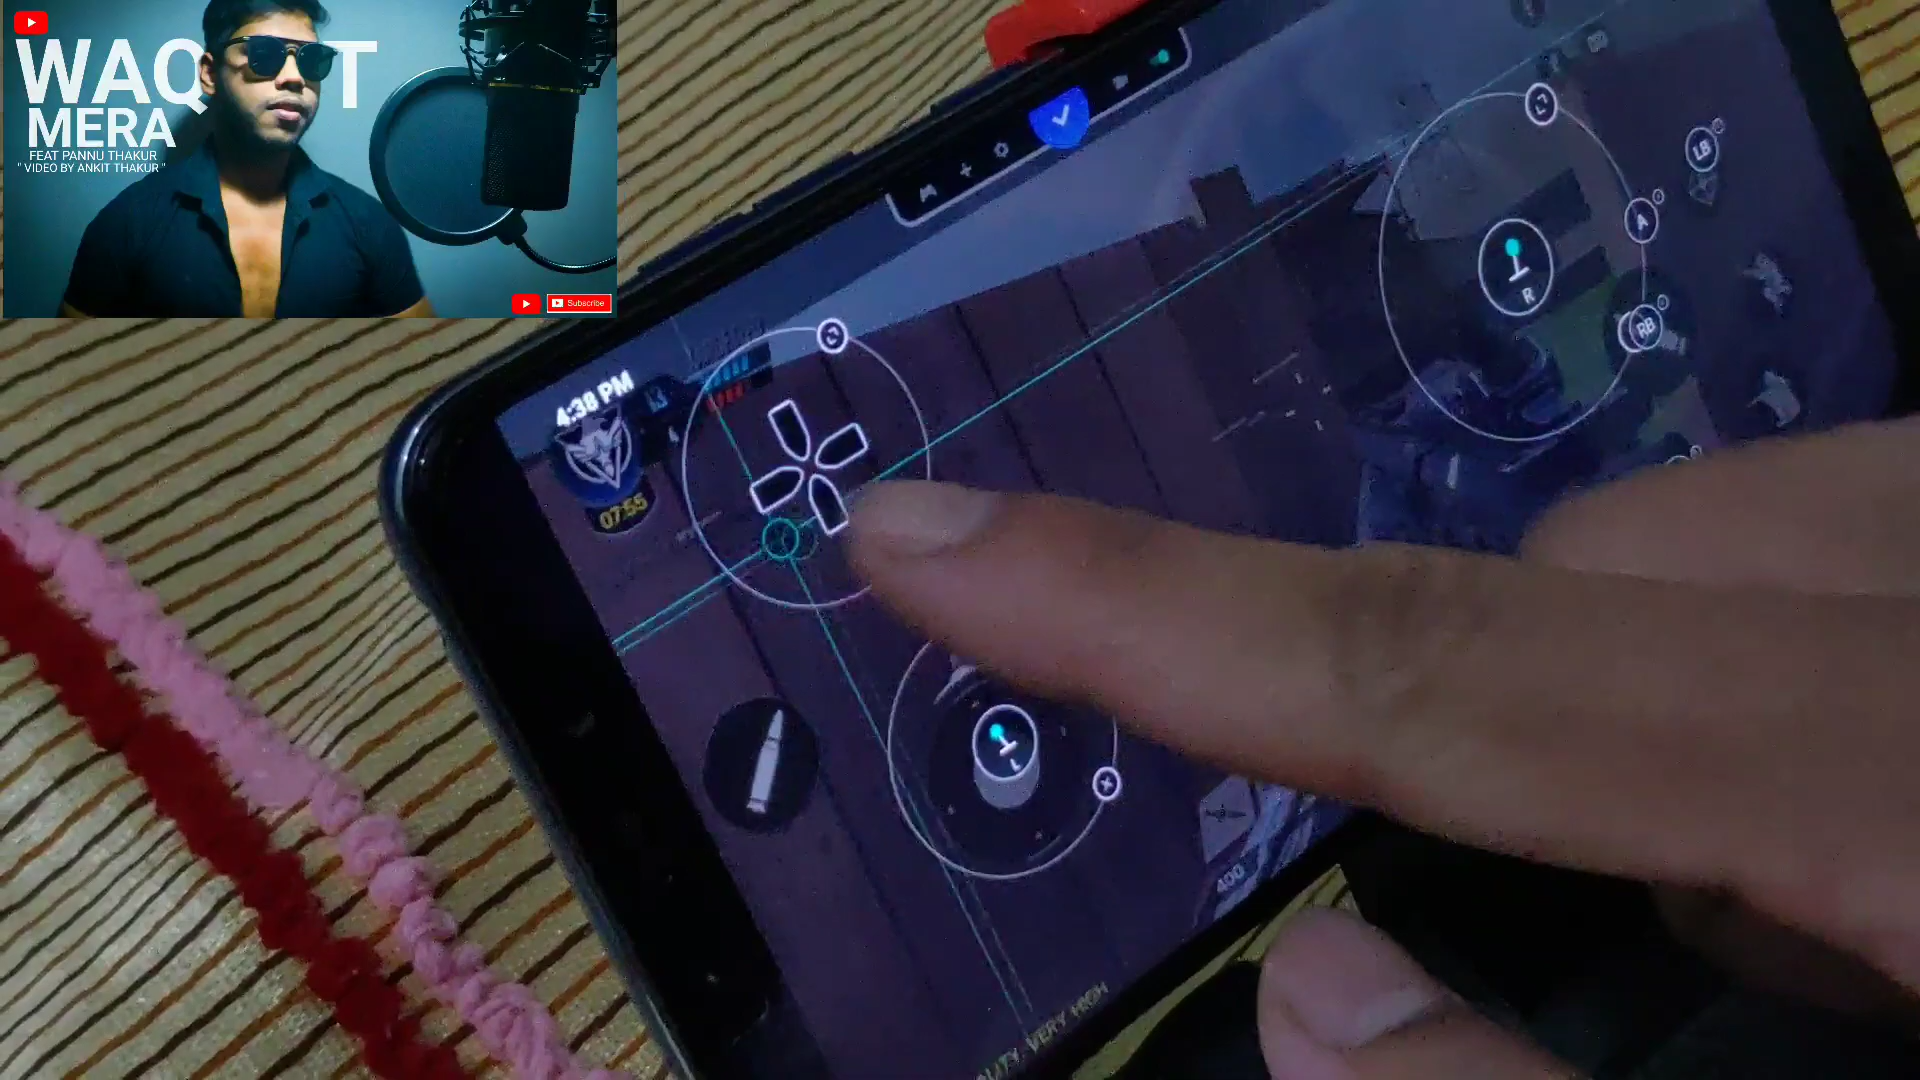 WAQT
MERA
FEAT PANNU THAKUR
" VIDEO BY ANKIT THAKUR "
Subscribe
4:38 PM
07:55
LB
A
R
RB
L
400
VERY HIGH